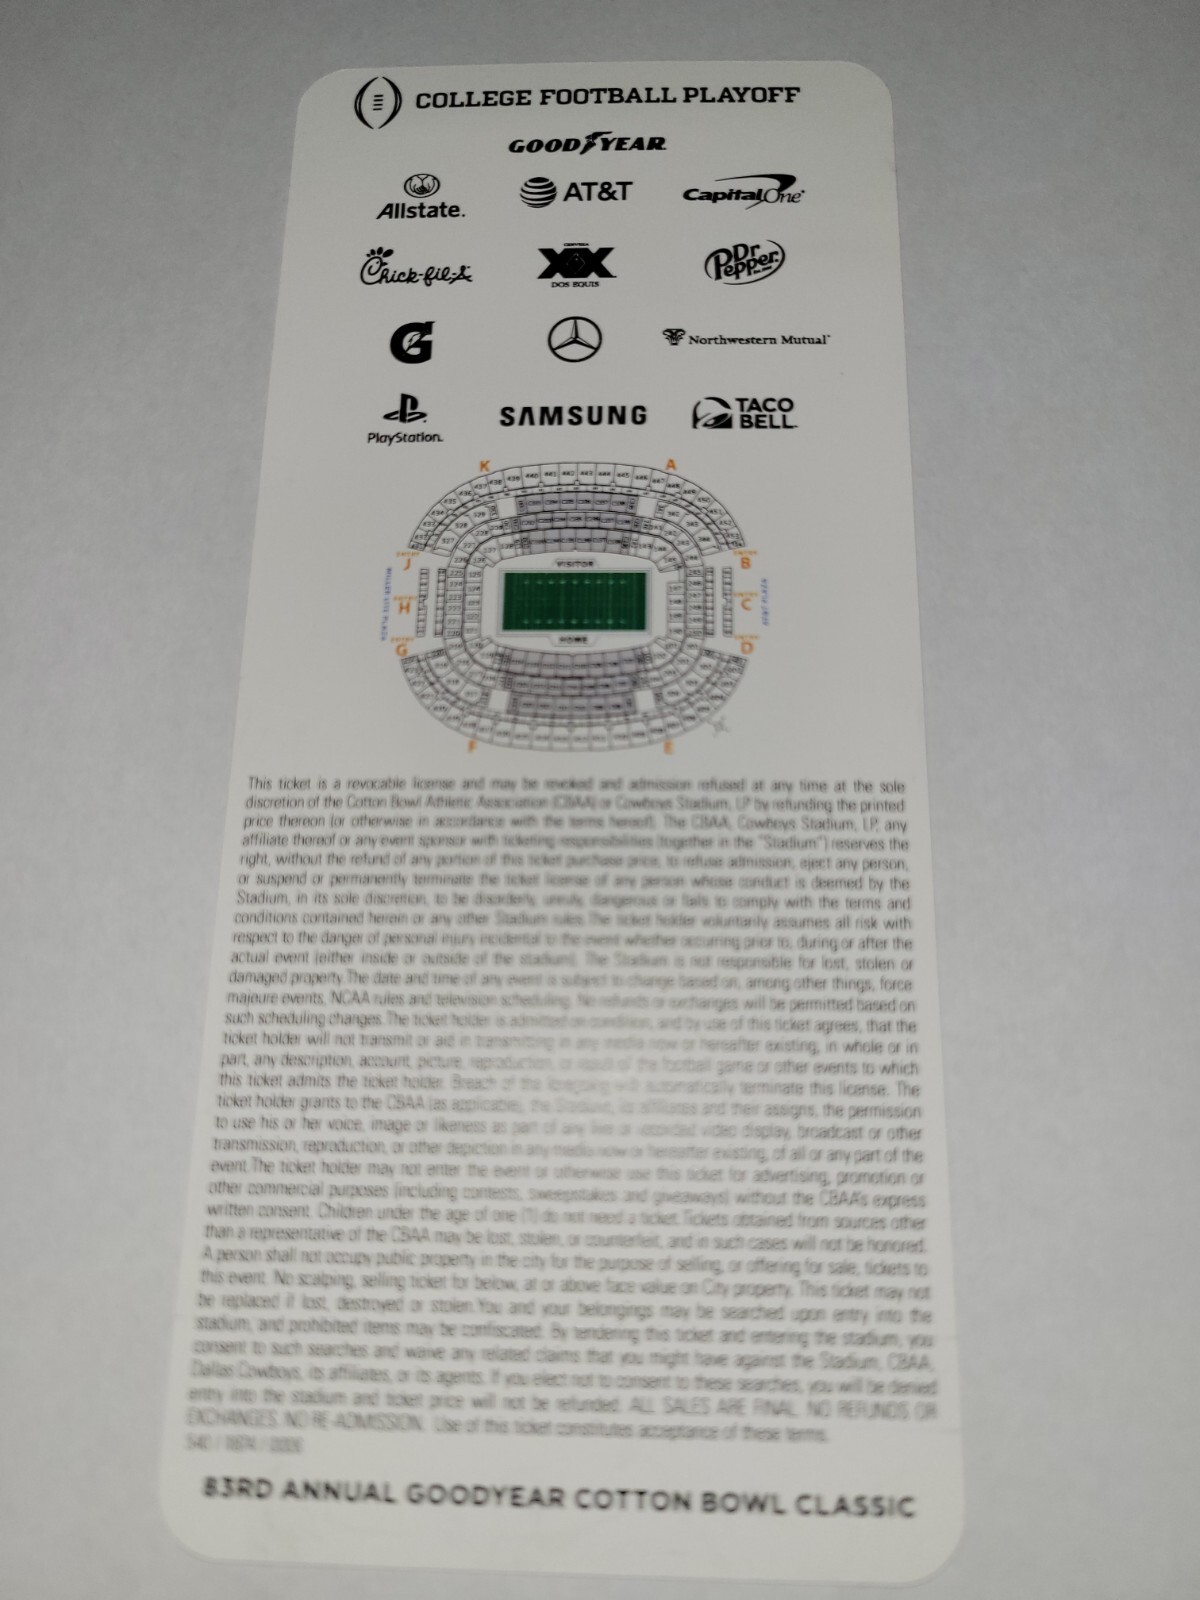 COLLEGE FOOTBALL PLAYOFF
GOODYEAR
Allstate. AT&T Capital One
Chick-fil-A CERVEZA XX DOS EQUIS Dr Pepper
G Northwestern Mutual
PlayStation. SAMSUNG TACO BELL
K A
J B
H C
G D
VISITOR
HOME
F E
This ticket is a revocable license and may be revoked and admission refused at any time at the sole
discretion of the Cotton Bowl Athletic Association (CBAA) or Cowboys Stadium, LP by refunding the printed
price thereon (or otherwise in accordance with the terms hereof). The CBAA, Cowboys Stadium, LP, any
affiliate thereof or any event sponsor with ticketing responsibilities (together in the "Stadium") reserves the
right, without the refund of any portion of this ticket purchase price, to refuse admission, eject any person,
or suspend or permanently terminate the ticket license of any person whose conduct is deemed by the
Stadium, in its sole discretion, to be disorderly, unruly, dangerous or fails to comply with the terms and
conditions contained herein or any other Stadium rules. The ticket holder voluntarily assumes all risk with
respect to the danger of personal injury incidental to the event whether occurring prior to, during or after the
actual event (either inside or outside of the stadium). The Stadium is not responsible for lost, stolen or
damaged property. The date and time of any event is subject to change based on, among other things, force
majeure events, NCAA rules and television scheduling. No refunds or exchanges will be permitted based on
such scheduling changes. The ticket holder is admitted on condition, and by use of this ticket agrees, that the
ticket holder will not transmit or aid in transmitting in any media now or hereafter existing, in whole or in
part, any description, account, picture, reproduction, or result of the football game or other events to which
this ticket admits the ticket holder. Breach of the foregoing will automatically terminate this license. The
ticket holder grants to the CBAA (as applicable), the Stadium, its affiliates and their assigns, the permission
to use his or her voice, image or likeness as part of any live or recorded video display, broadcast or other
transmission, reproduction, or other depiction in any media now or hereafter existing, of all or any part of the
event. The ticket holder may not enter the event or otherwise use this ticket for advertising, promotion or
other commercial purposes (including contests, sweepstakes and giveaways) without the CBAA's express
written consent. Children under the age of one (1) do not need a ticket. Tickets obtained from sources other
than a representative of the CBAA may be lost, stolen, or counterfeit, and in such cases will not be honored.
A person shall not occupy public property in the city for the purpose of selling, or offering for sale, tickets to
this event. No scalping, selling ticket for below, at or above face value on City property. This ticket may not
be replaced if lost, destroyed or stolen. You and your belongings may be searched upon entry into the
stadium, and prohibited items may be confiscated. By tendering this ticket and entering the stadium, you
consent to such searches and waive any related claims that you might have against the Stadium, CBAA,
Dallas Cowboys, its affiliates, or its agents. If you elect not to consent to these searches, you will be denied
entry into the stadium and ticket price will not be refunded. ALL SALES ARE FINAL. NO REFUNDS OR
EXCHANGES. NO RE-ADMISSION. Use of this ticket constitutes acceptance of these terms.
83RD ANNUAL GOODYEAR COTTON BOWL CLASSIC